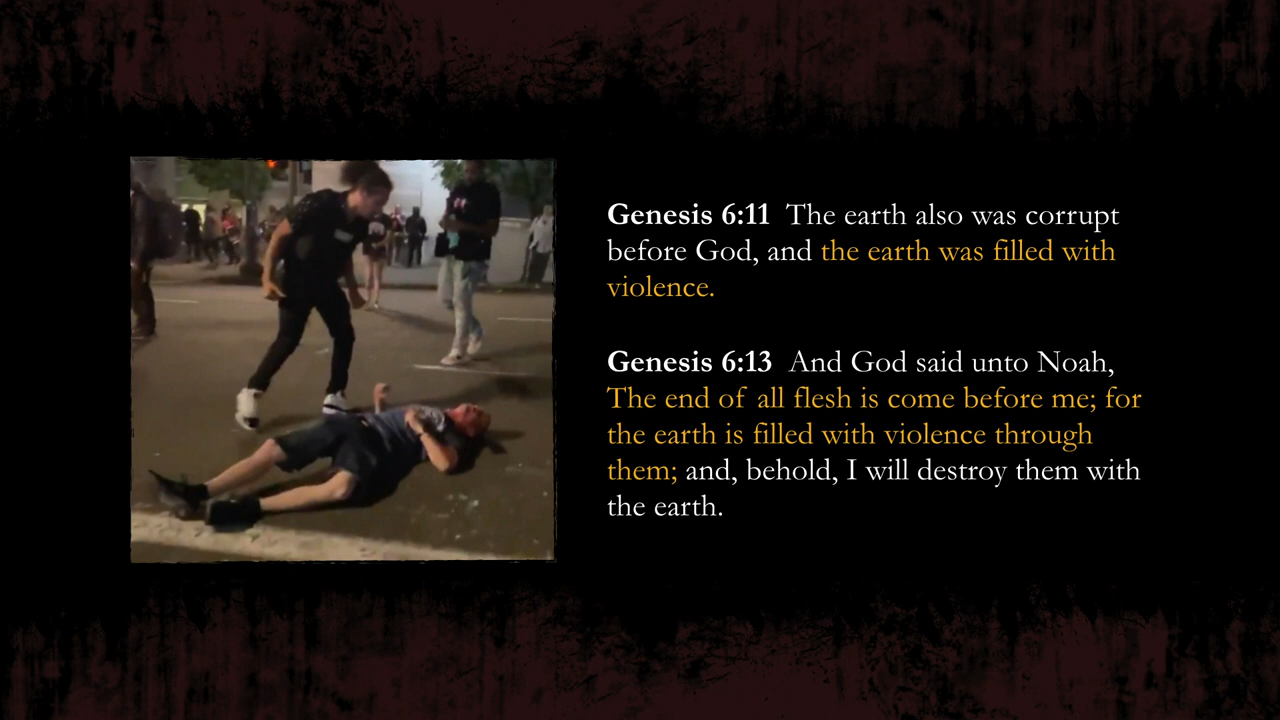 Genesis 6:11  The earth also was corrupt
before God, and the earth was filled with
violence.
Genesis 6:13  And God said unto Noah,
The end of all flesh is come before me; for
the earth is filled with violence through
them; and, behold, I will destroy them with
the earth.